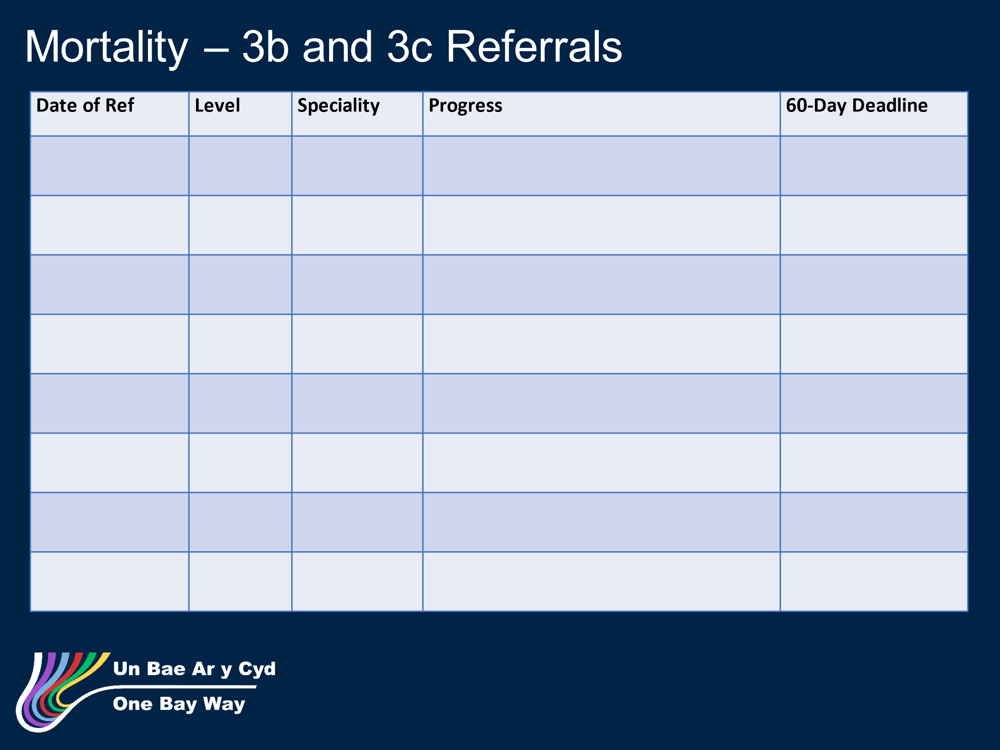 Mortality – 3b and 3c Referrals
Date of Ref Level Speciality Progress 60-Day Deadline
Un Bae Ar y Cyd
One Bay Way